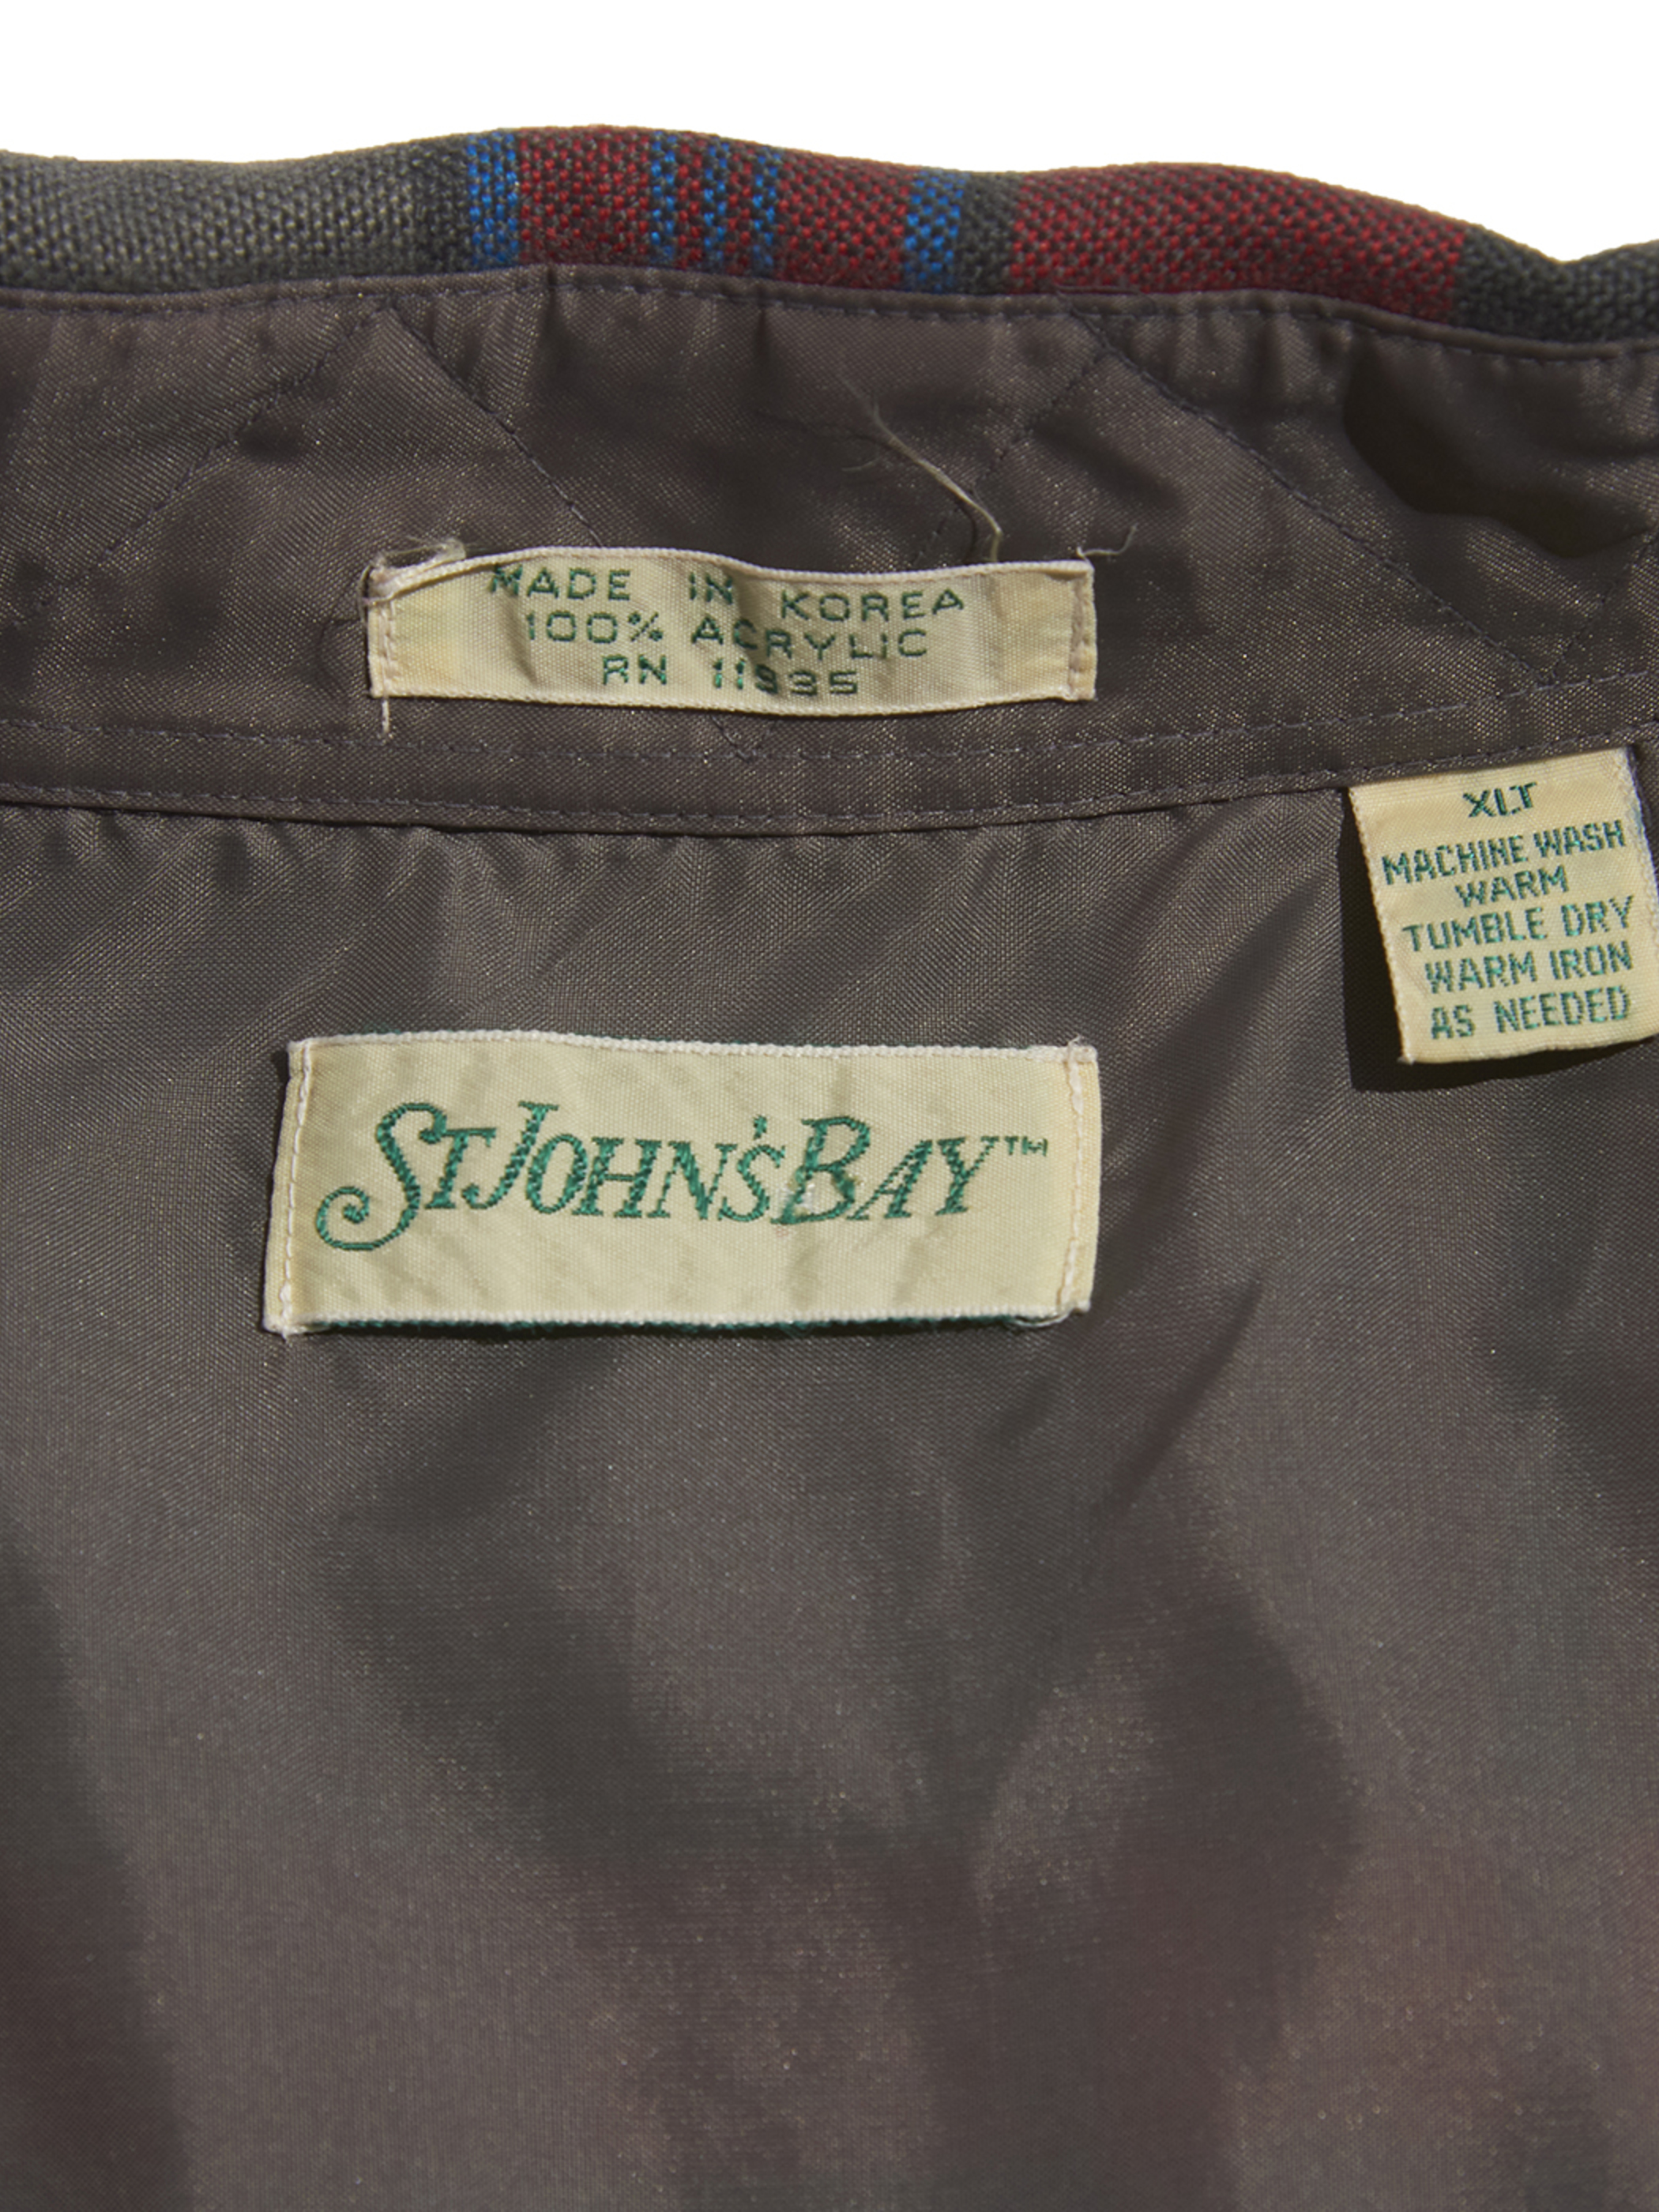 MADE IN KOREA
100% ACRYLIC
RN 11935
XLT
MACHINE WASH
WARM
TUMBLE DRY
WARM IRON
AS NEEDED
ST JOHN'S BAY™